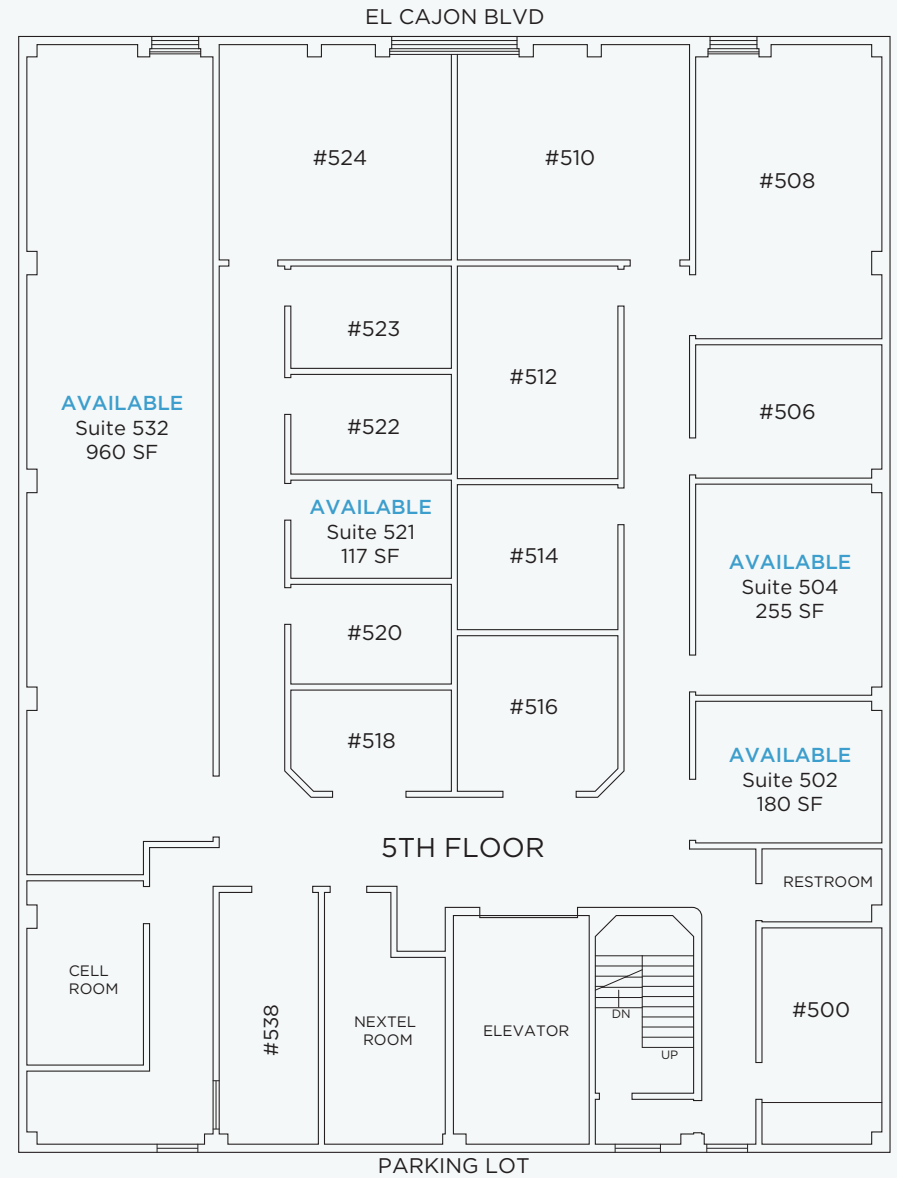 EL CAJON BLVD
#524
#510
#508
#523
#512
AVAILABLE
Suite 532
960 SF
#506
#522
AVAILABLE
Suite 521
117 SF
#514
AVAILABLE
Suite 504
255 SF
#520
#516
#518
AVAILABLE
Suite 502
180 SF
5TH FLOOR
RESTROOM
CELL
ROOM
#538
NEXTEL
ROOM
ELEVATOR
DN
UP
#500
PARKING LOT